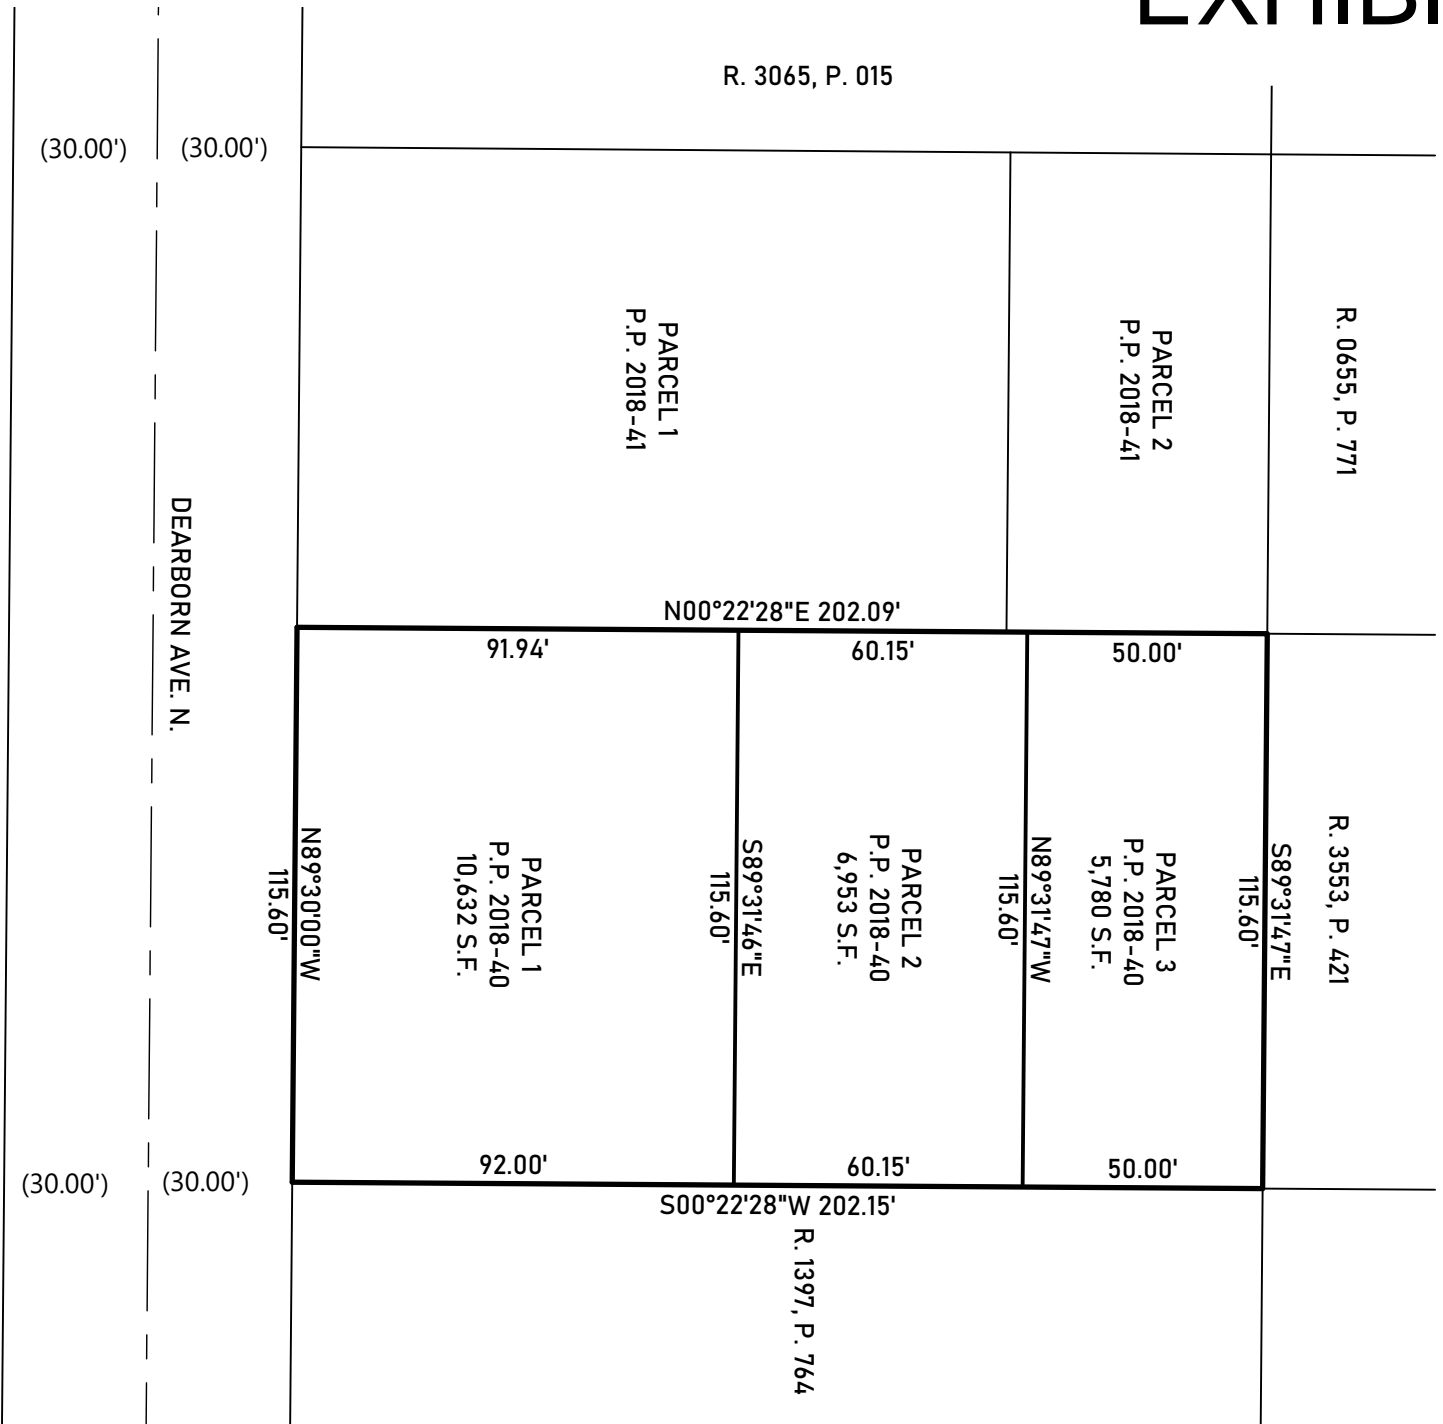 R. 3065, P. 015
(30.00')
(30.00')
PARCEL 1
P.P. 2018-41
PARCEL 2
P.P. 2018-41
R. 0655, P. 771
DEARBORN AVE. N.
N00°22'28"E 202.09'
91.94'
60.15'
50.00'
N89°30'00"W
115.60'
PARCEL 1
P.P. 2018-40
10,632 S.F.
S89°31'46"E
115.60'
PARCEL 2
P.P. 2018-40
6,953 S.F.
N89°31'47"W
115.60'
PARCEL 3
P.P. 2018-40
5,780 S.F.
S89°31'47"E
115.60'
R. 3553, P. 421
92.00'
60.15'
50.00'
(30.00')
(30.00')
S00°22'28"W 202.15'
R. 1397, P. 764